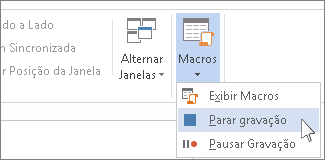 do a Lado
Sincronizada
Posição da Janela
Alternar
Janelas
Macros
Exibir Macros
Parar gravação
Pausar Gravação